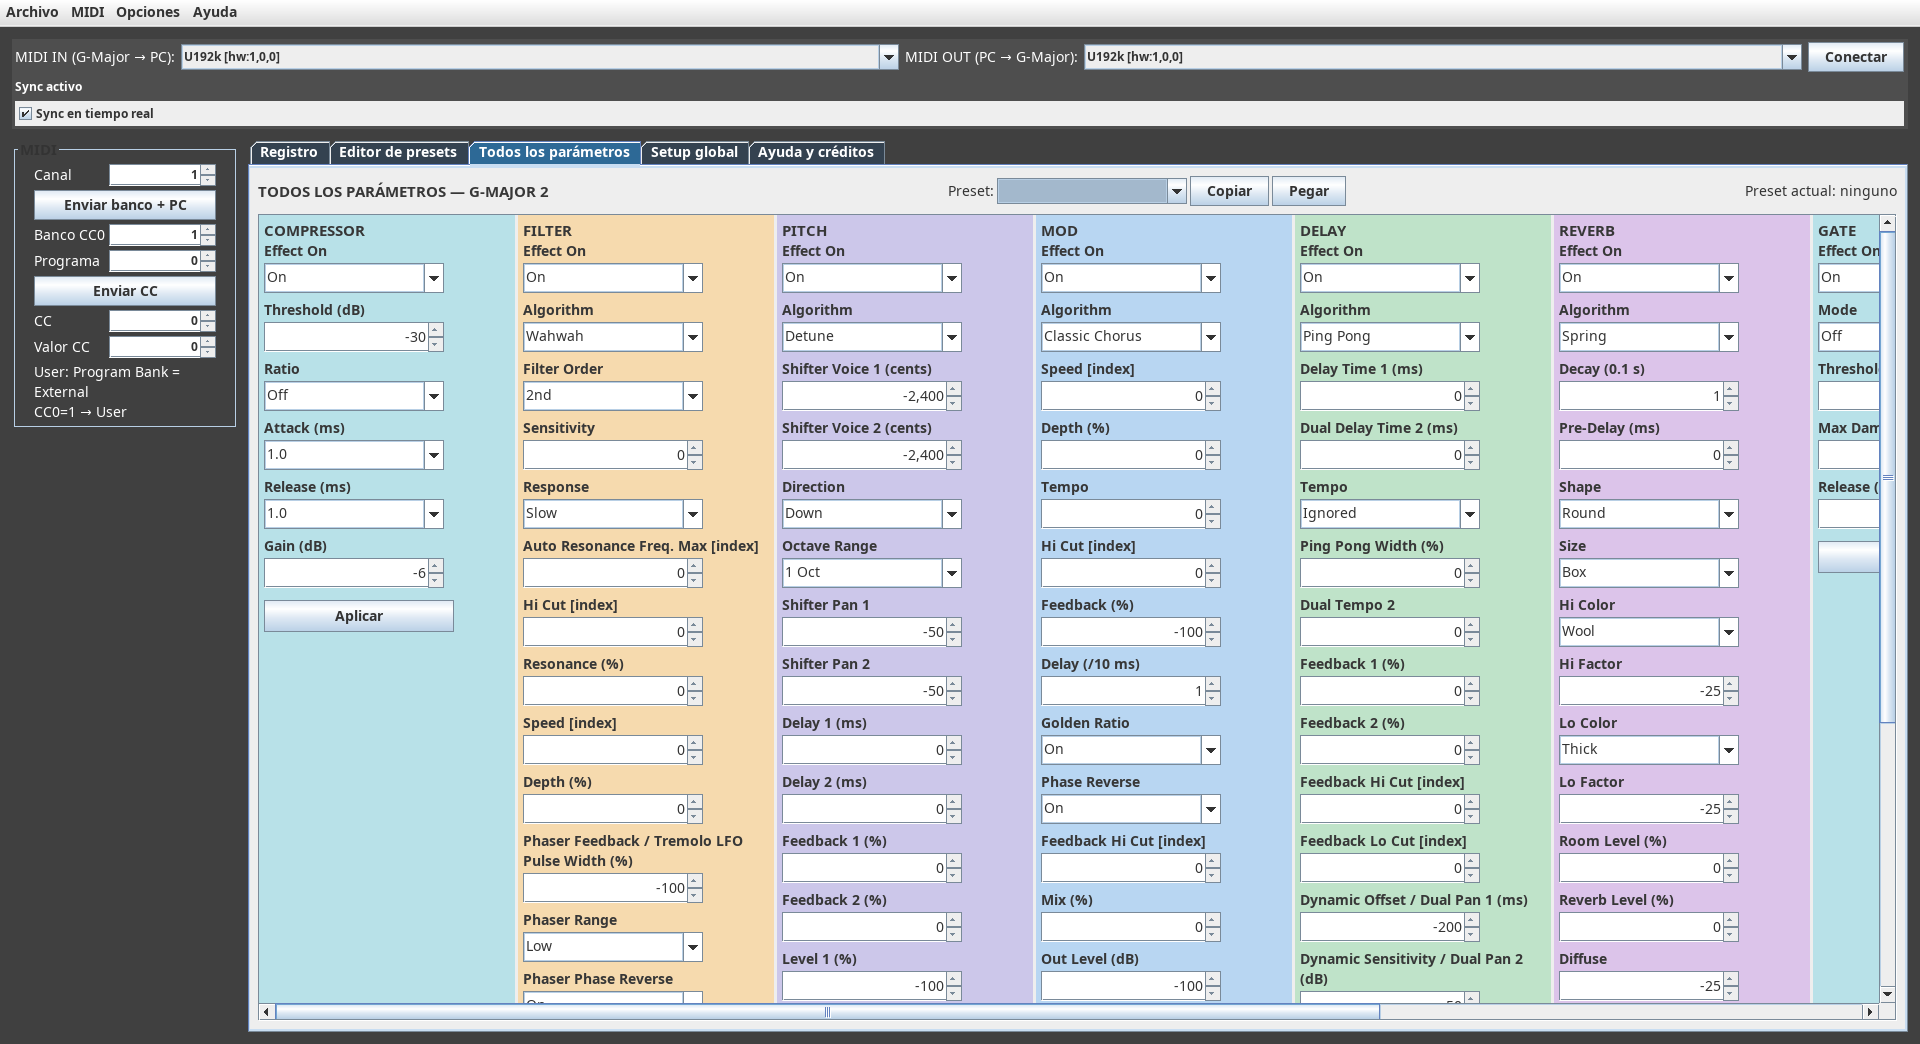 Archivo MIDI Opciones Ayuda
MIDI IN (G-Major → PC): U192k [hw:1,0,0] MIDI OUT (PC → G-Major): U192k [hw:1,0,0] Conectar
Sync activo
Sync en tiempo real
MIDI
Canal 1
Enviar banco + PC
Banco CC0 1
Programa 0
Enviar CC
CC 0
Valor CC 0
User: Program Bank =
External
CC0=1 → User
Registro Editor de presets Todos los parámetros Setup global Ayuda y créditos
TODOS LOS PARÁMETROS — G-MAJOR 2 Preset: Copiar Pegar Preset actual: ninguno
COMPRESSOR
Effect On
On
Threshold (dB)
-30
Ratio
Off
Attack (ms)
1.0
Release (ms)
1.0
Gain (dB)
-6
Aplicar
FILTER
Effect On
On
Algorithm
Wahwah
Filter Order
2nd
Sensitivity
0
Response
Slow
Auto Resonance Freq. Max [index]
0
Hi Cut [index]
0
Resonance (%)
0
Speed [index]
0
Depth (%)
0
Phaser Feedback / Tremolo LFO
Pulse Width (%)
-100
Phaser Range
Low
Phaser Phase Reverse
PITCH
Effect On
On
Algorithm
Detune
Shifter Voice 1 (cents)
-2,400
Shifter Voice 2 (cents)
-2,400
Direction
Down
Octave Range
1 Oct
Shifter Pan 1
-50
Shifter Pan 2
-50
Delay 1 (ms)
0
Delay 2 (ms)
0
Feedback 1 (%)
0
Feedback 2 (%)
0
Level 1 (%)
-100
MOD
Effect On
On
Algorithm
Classic Chorus
Speed [index]
0
Depth (%)
0
Tempo
0
Hi Cut [index]
0
Feedback (%)
-100
Delay (/10 ms)
1
Golden Ratio
On
Phase Reverse
On
Feedback Hi Cut [index]
0
Mix (%)
0
Out Level (dB)
-100
DELAY
Effect On
On
Algorithm
Ping Pong
Delay Time 1 (ms)
0
Dual Delay Time 2 (ms)
0
Tempo
Ignored
Ping Pong Width (%)
0
Dual Tempo 2
0
Feedback 1 (%)
0
Feedback 2 (%)
0
Feedback Hi Cut [index]
0
Feedback Lo Cut [index]
0
Dynamic Offset / Dual Pan 1 (ms)
-200
Dynamic Sensitivity / Dual Pan 2
(dB)
REVERB
Effect On
On
Algorithm
Spring
Decay (0.1 s)
1
Pre-Delay (ms)
0
Shape
Round
Size
Box
Hi Color
Wool
Hi Factor
-25
Lo Color
Thick
Lo Factor
-25
Room Level (%)
0
Reverb Level (%)
0
Diffuse
-25
GATE
Effect On
On
Mode
Off
Threshol
Max Dam
Release (